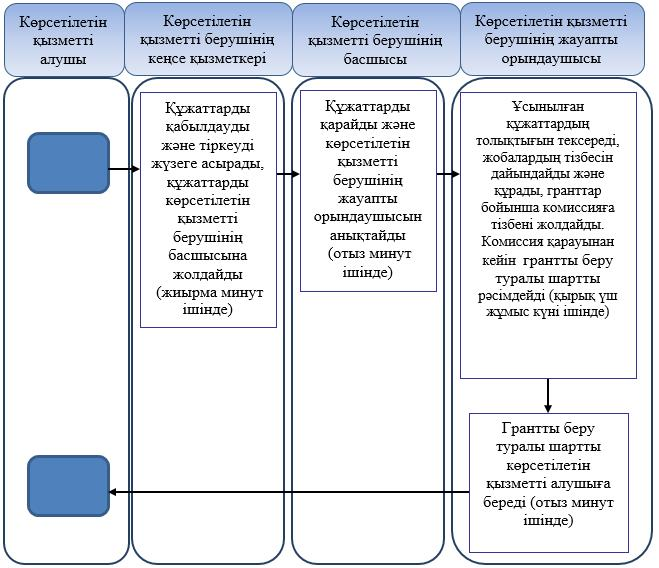 Көрсетілетін
қызметті
алушы
Көрсетілетін
қызметті берушінің
кеңсе қызметкері
Көрсетілетін
қызметті берушінің
басшысы
Көрсетілетін қызметті
берушінің жауапты
орындаушысы
Құжаттарды
қабылдауды
және тіркеуді
жүзеге асырады,
құжаттарды
көрсетілетін
қызметті
берушінің
басшысына
жолдайды
(жиырма минут
ішінде)
Құжаттарды
қарайды және
көрсетілетін
қызметті
берушінің
жауапты
орындаушысын
анықтайды
(отыз минут
ішінде)
Ұсынылған
құжаттардың
толықтығын тексереді,
жобалардың тізбесін
дайындайды және
құрады, гранттар
бойынша комиссияға
тізбені жолдайды.
Комиссия қарауынан
кейін грантты беру
туралы шартты
рәсімдейді (қырық үш
жұмыс күні ішінде)
Грантты беру
туралы шартты
көрсетілетін
қызметті алушыға
береді (отыз минут
ішінде)